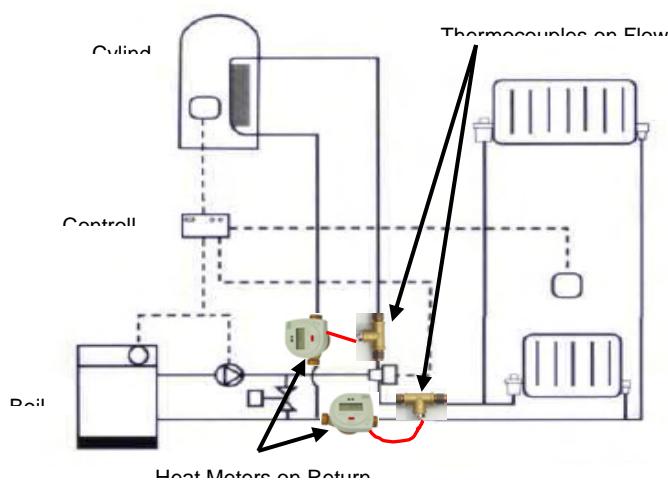 Thermocouples on Flow
Cylind
Controll
Boil
Heat Meters on Return